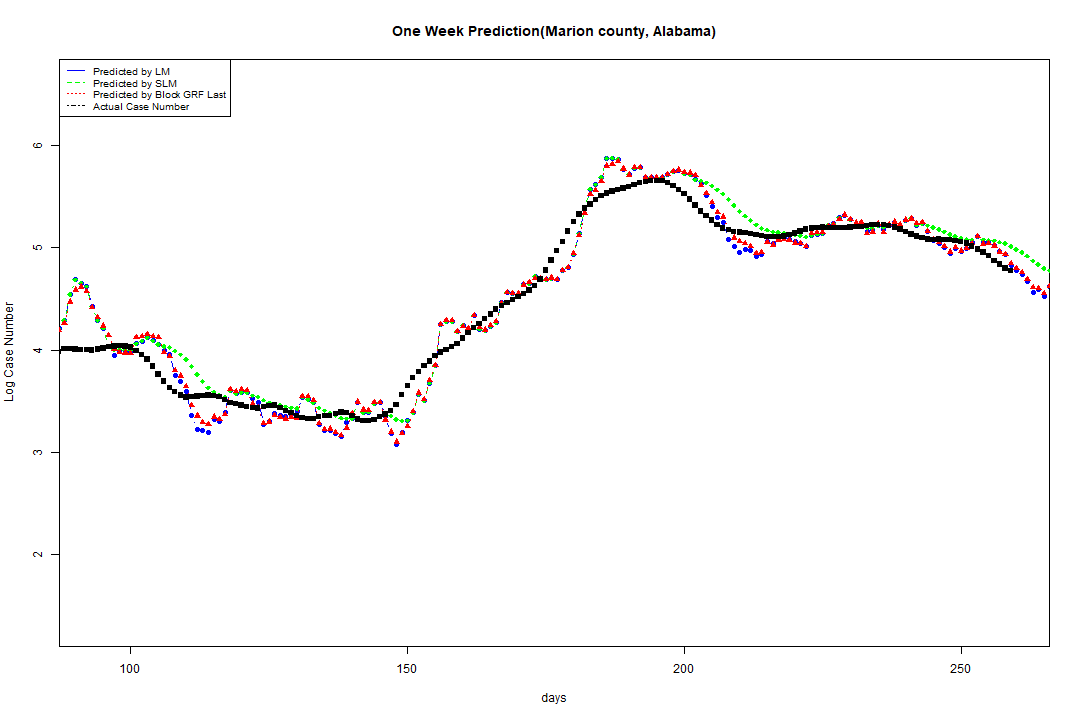 One Week Prediction(Marion county, Alabama)
Predicted by LM
Predicted by SLM
Predicted by Block GRF Last
Actual Case Number
6
5
4
3
2
Log Case Number
100
150
200
250
days